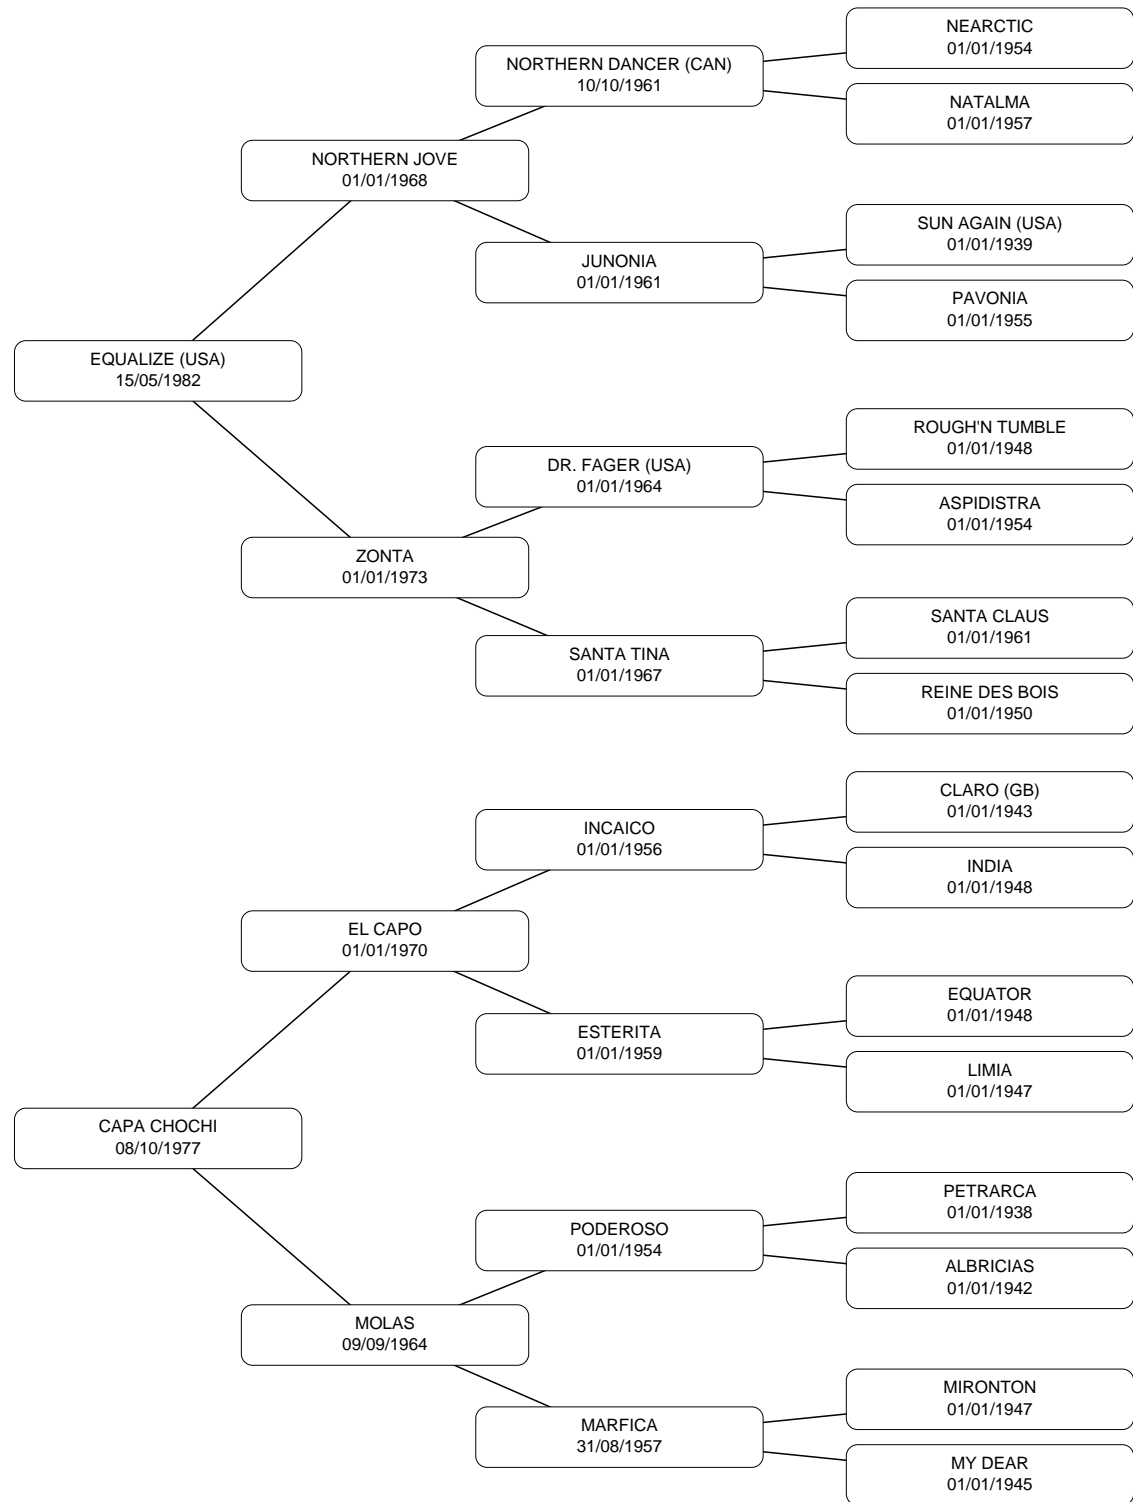 NEARCTIC
01/01/1954
NORTHERN DANCER (CAN)
10/10/1961
NATALMA
01/01/1957
NORTHERN JOVE
01/01/1968
SUN AGAIN (USA)
01/01/1939
JUNONIA
01/01/1961
PAVONIA
01/01/1955
EQUALIZE (USA)
15/05/1982
ROUGH'N TUMBLE
01/01/1948
DR. FAGER (USA)
01/01/1964
ASPIDISTRA
01/01/1954
ZONTA
01/01/1973
SANTA CLAUS
01/01/1961
SANTA TINA
01/01/1967
REINE DES BOIS
01/01/1950
CLARO (GB)
01/01/1943
INCAICO
01/01/1956
INDIA
01/01/1948
EL CAPO
01/01/1970
EQUATOR
01/01/1948
ESTERITA
01/01/1959
LIMIA
01/01/1947
CAPA CHOCHI
08/10/1977
PETRARCA
01/01/1938
PODEROSO
01/01/1954
ALBRICIAS
01/01/1942
MOLAS
09/09/1964
MIRONTON
01/01/1947
MARFICA
31/08/1957
MY DEAR
01/01/1945